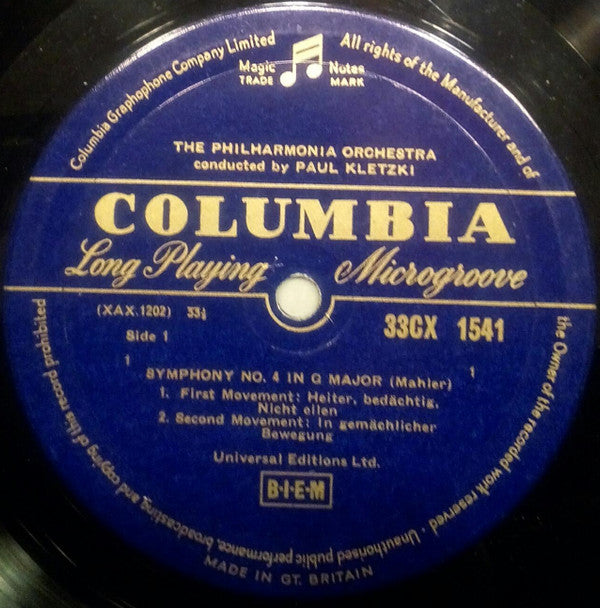 Columbia Graphophone Company Limited
Magic Notes
TRADE MARK
All rights of the Manufacturer and of the Owner of the recorded work reserved · Unauthorised public performance, broadcasting and copying of this record prohibited
THE PHILHARMONIA ORCHESTRA
conducted by PAUL KLETZKI
COLUMBIA
Long Playing Microgroove
(XAX.1202) 33⅓
33CX 1541
Side 1
1 1
SYMPHONY NO. 4 IN G MAJOR (Mahler)
1. First Movement: Heiter, bedächtig,
Nicht eilen
2. Second Movement: In gemächlicher
Bewegung
Universal Editions Ltd.
B·I·E·M
MADE IN GT. BRITAIN